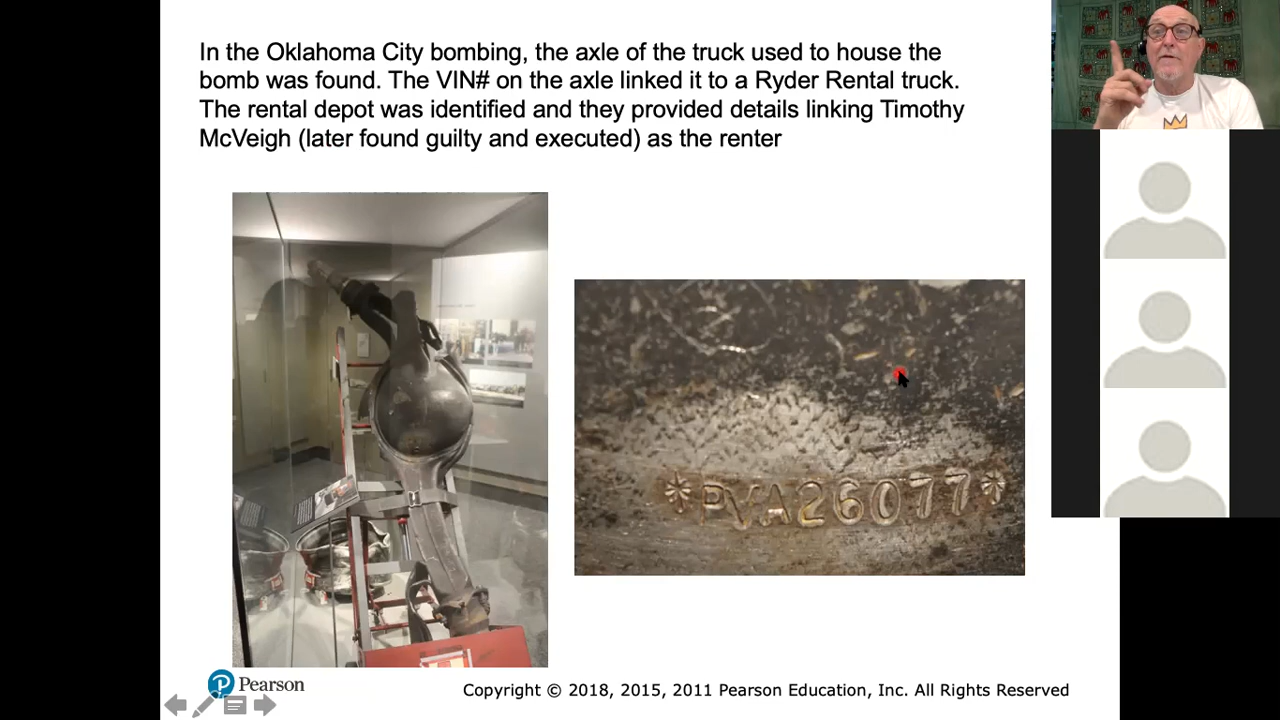 In the Oklahoma City bombing, the axle of the truck used to house the
bomb was found. The VIN# on the axle linked it to a Ryder Rental truck.
The rental depot was identified and they provided details linking Timothy
McVeigh (later found guilty and executed) as the renter
*PVA26077*
Pearson
Copyright © 2018, 2015, 2011 Pearson Education, Inc. All Rights Reserved